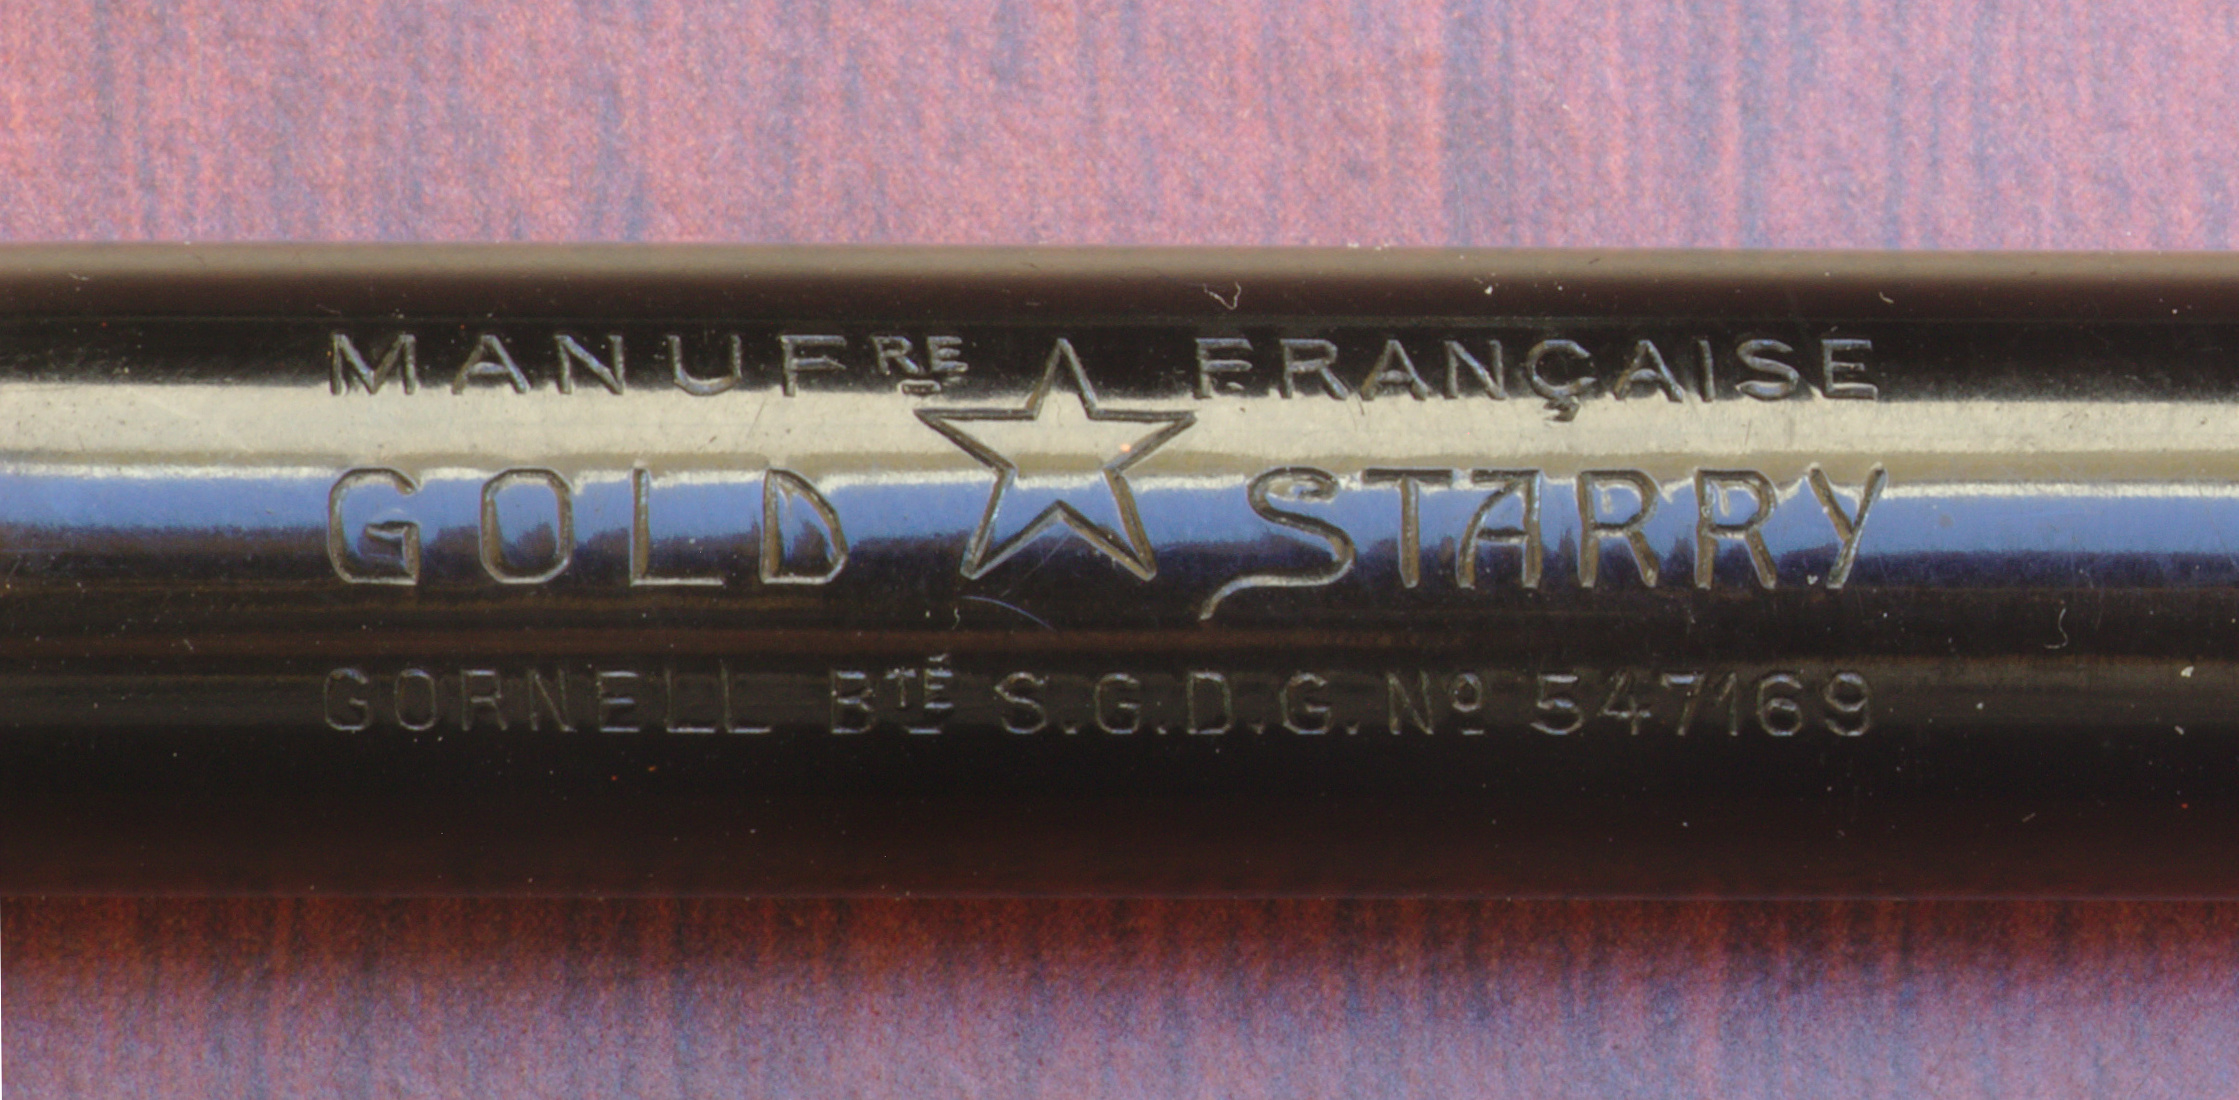 MANUFRE ☆ FRANÇAISE
GOLD STARRY
GORNELL BTÉ S.G.D.G. Nº 547169